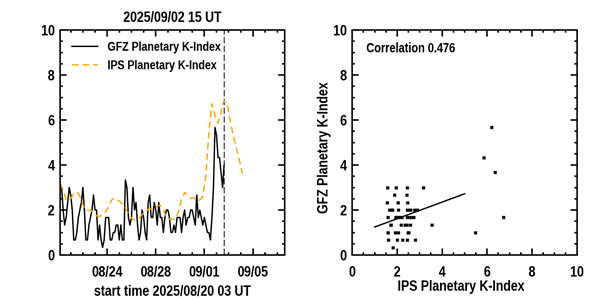 2025/09/02 15 UT
10
8
6
4
2
0
GFZ Planetary K-Index
IPS Planetary K-Index
08/24 08/28 09/01 09/05
start time 2025/08/20 03 UT
GFZ Planetary K-Index
10
8
6
4
2
0
Correlation 0.476
0 2 4 6 8 10
IPS Planetary K-Index